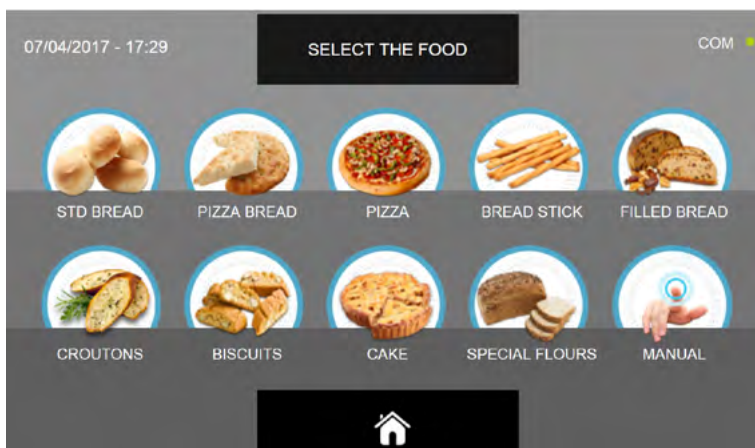 07/04/2017 - 17:29
SELECT THE FOOD
COM
STD BREAD
PIZZA BREAD
PIZZA
BREAD STICK
FILLED BREAD
CROUTONS
BISCUITS
CAKE
SPECIAL FLOURS
MANUAL